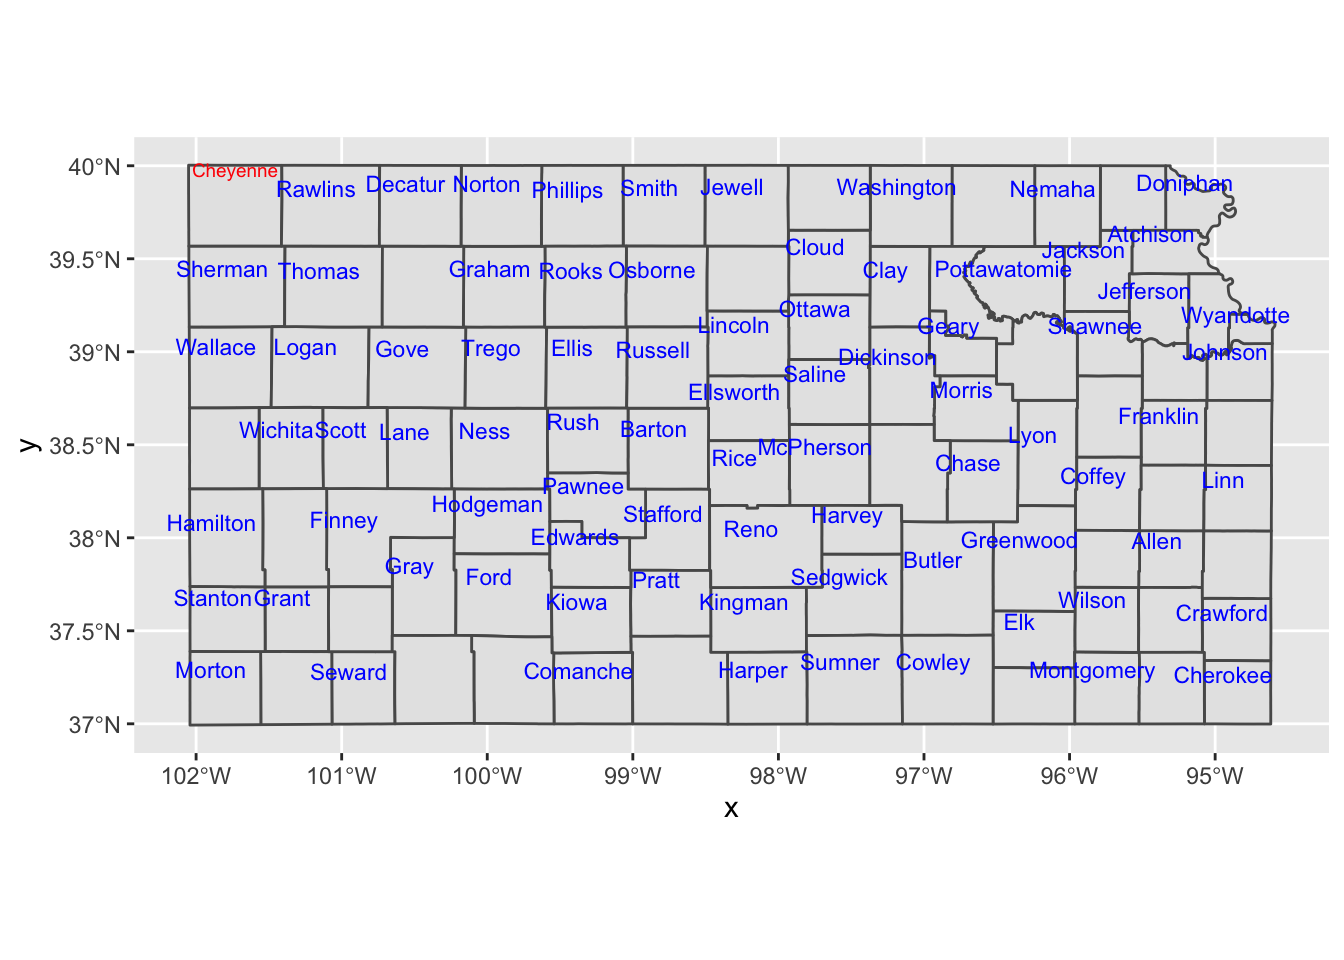 40°N
39.5°N
39°N
38.5°N
38°N
37.5°N
37°N
y
Cheyenne
Rawlins Decatur Norton Phillips Smith Jewell Washington Nemaha Doniphan
Atchison
Cloud Jackson
Sherman Thomas Graham Rooks Osborne Clay Pottawatomie
Jefferson
Ottawa Wyandotte
Lincoln Geary Shawnee
Wallace Logan Gove Trego Ellis Russell Dickinson Johnson
Saline
Ellsworth Morris
Franklin
Wichita Scott Lane Ness Rush Barton Lyon
McPherson
Rice Chase
Pawnee Coffey Linn
Hodgeman
Hamilton Finney Stafford Harvey
Edwards Reno Greenwood Allen
Gray Butler
Ford Pratt Sedgwick
Stanton Grant Kiowa Kingman Wilson
Elk Crawford
Morton Seward Comanche Harper Sumner Cowley Montgomery Cherokee
102°W 101°W 100°W 99°W 98°W 97°W 96°W 95°W
x